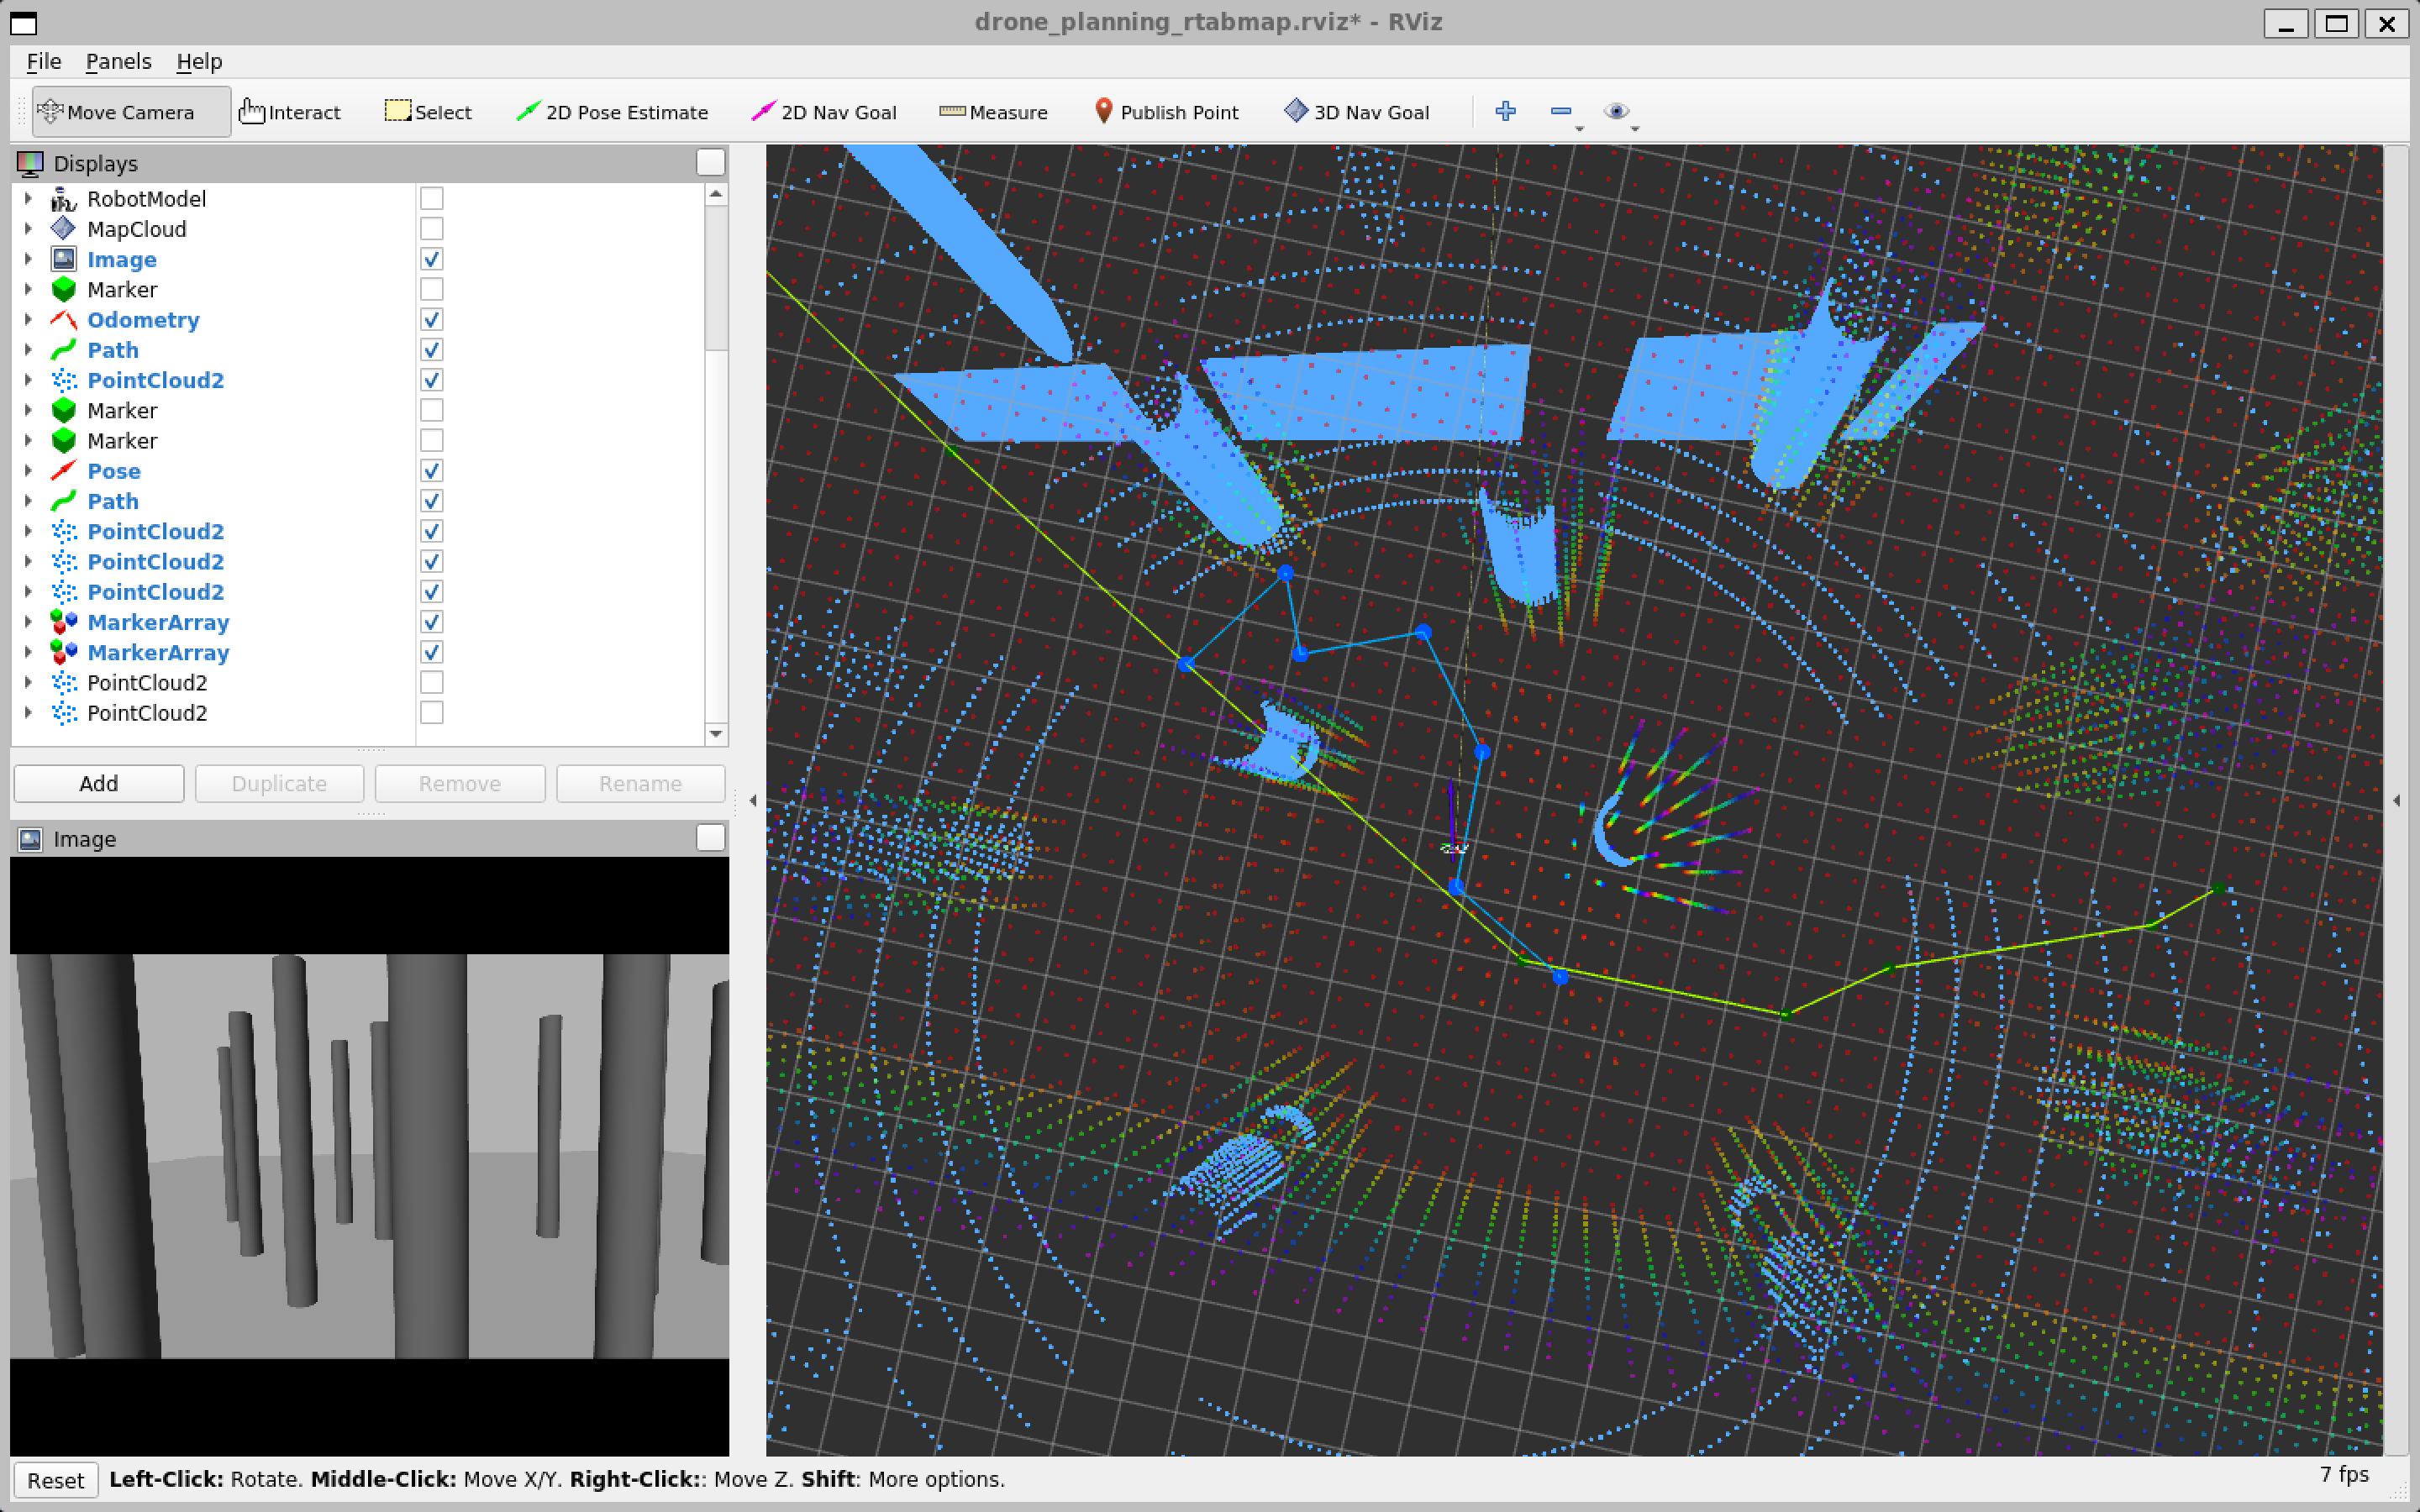 drone_planning_rtabmap.rviz* - RViz
File Panels Help
Move Camera Interact Select 2D Pose Estimate 2D Nav Goal Measure Publish Point 3D Nav Goal
Displays
RobotModel
MapCloud
Image
Marker
Odometry
Path
PointCloud2
Marker
Marker
Pose
Path
PointCloud2
PointCloud2
PointCloud2
MarkerArray
MarkerArray
PointCloud2
PointCloud2
Add Duplicate Remove Rename
Image
Reset Left-Click: Rotate. Middle-Click: Move X/Y. Right-Click:: Move Z. Shift: More options. 7 fps